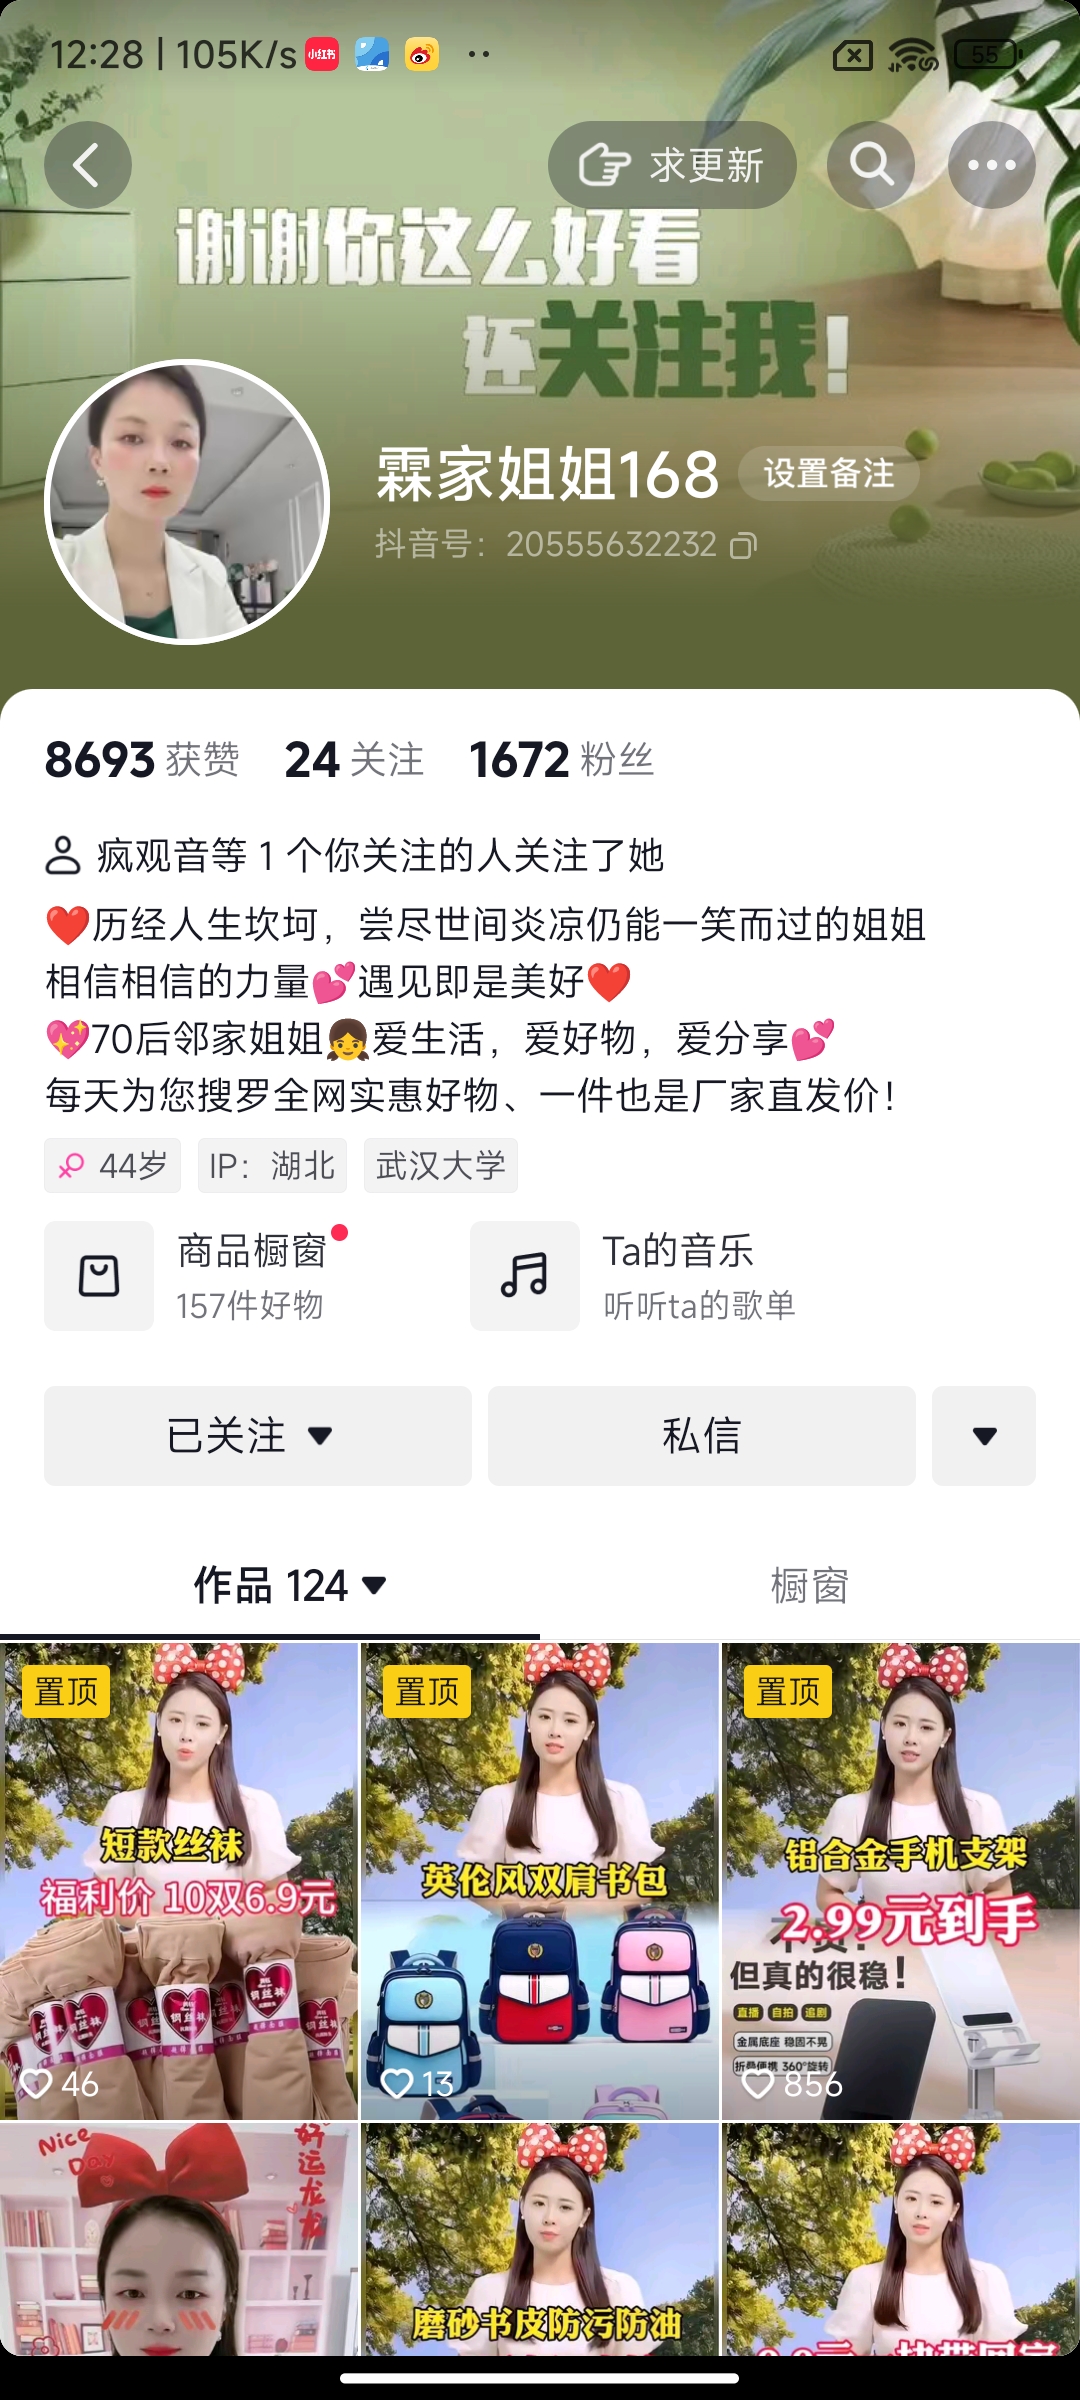 12:28 | 105K/s 小红书
55
求更新
谢谢你这么好看
还关注我!
霖家姐姐168
设置备注
抖音号: 20555632232
8693 获赞 24 关注 1672 粉丝
疯观音等 1 个你关注的人关注了她
❤️历经人生坎坷，尝尽世间炎凉仍能一笑而过的姐姐
相信相信的力量💕遇见即是美好❤️
💖70后邻家姐姐👧爱生活，爱好物，爱分享💕
每天为您搜罗全网实惠好物、一件也是厂家直发价！
44岁 IP：湖北 武汉大学
商品橱窗
157件好物
Ta的音乐
听听ta的歌单
已关注
私信
作品 124
橱窗
置顶
短款丝袜
福利价 10双6.9元
46
置顶
英伦风双肩书包
13
置顶
铝合金手机支架
2.99元到手
但真的很稳！
直播 自拍 追剧
金属底座 稳固不晃
折叠便携 360°旋转
856
Nice
Day
好运龙龙
磨砂书皮防污防油